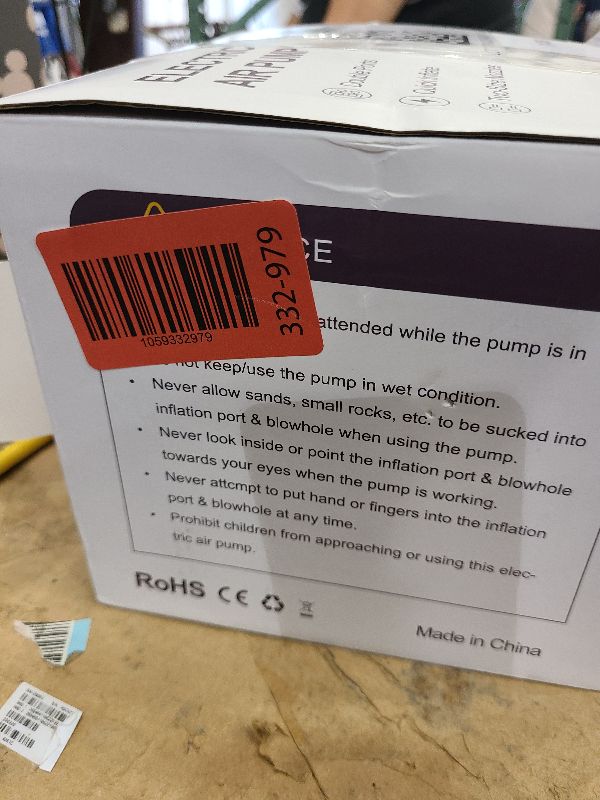 ELECTRIC
AIR PUMP
Quick Inflate
CE
332-979
1059332979
attended while the pump is in
not keep/use the pump in wet condition.
• Never allow sands, small rocks, etc. to be sucked into
inflation port & blowhole when using the pump.
• Never look inside or point the inflation port & blowhole
towards your eyes when the pump is working.
• Never attcmpt to put hand or fingers into the inflation
port & blowhole at any time.
• Prohibit children from approaching or using this elec-
tric air pump.
RoHS CE
Made in China